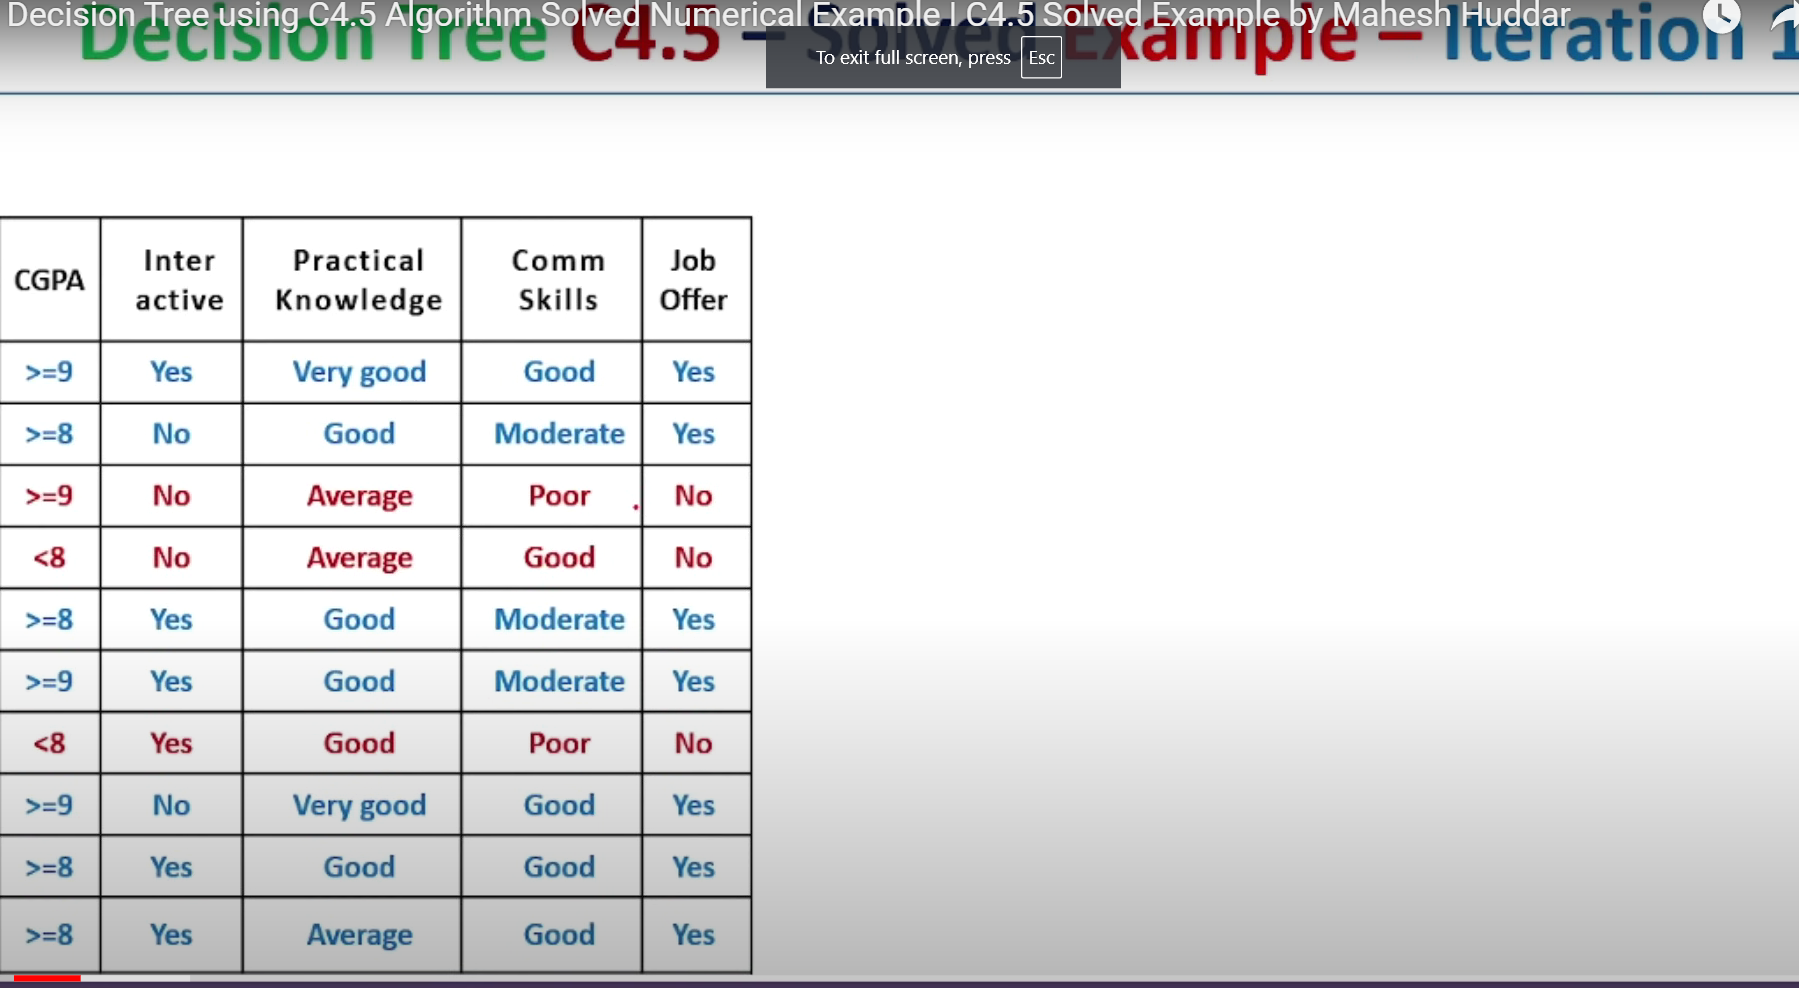 Decision Tree using C4.5 Algorithm Solved Numerical Example | C4.5 Solved Example by Mahesh Huddar
Decision Tree C4.5 – Solved Example – Iteration 1
To exit full screen, press Esc
CGPA Inter active Practical Knowledge Comm Skills Job Offer
>=9 Yes Very good Good Yes
>=8 No Good Moderate Yes
>=9 No Average Poor No
<8 No Average Good No
>=8 Yes Good Moderate Yes
>=9 Yes Good Moderate Yes
<8 Yes Good Poor No
>=9 No Very good Good Yes
>=8 Yes Good Good Yes
>=8 Yes Average Good Yes